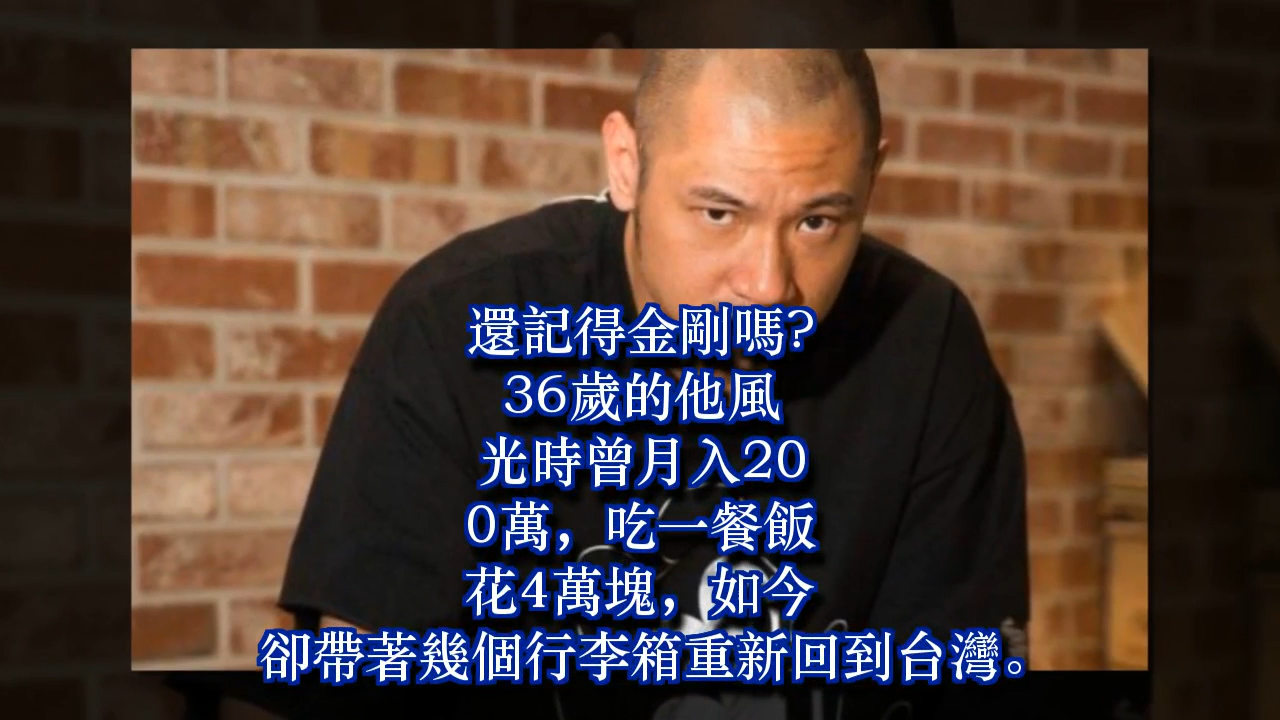 還記得金剛嗎?
36歲的他風
光時曾月入20
0萬，吃一餐飯
花4萬塊，如今
卻帶著幾個行李箱重新回到台灣。